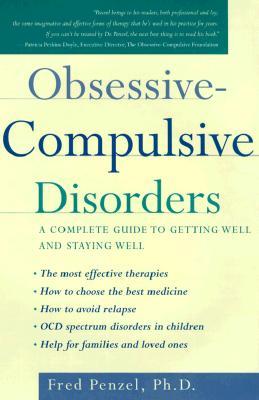 "Penzel brings to his readers, both professional and lay,
the same imaginative and effective forms of therapy that he's used in his practice for years.
If you can't be treated by Dr. Penzel, the next best thing is to read his book."
—Patricia Perkins Doyle, Executive Director, The Obsessive-Compulsive Foundation
Obsessive-
Compulsive
Disorders
A COMPLETE GUIDE TO GETTING WELL
AND STAYING WELL
• The most effective therapies
• How to choose the best medicine
• How to avoid relapse
• OCD spectrum disorders in children
• Help for families and loved ones
Fred Penzel, Ph.D.